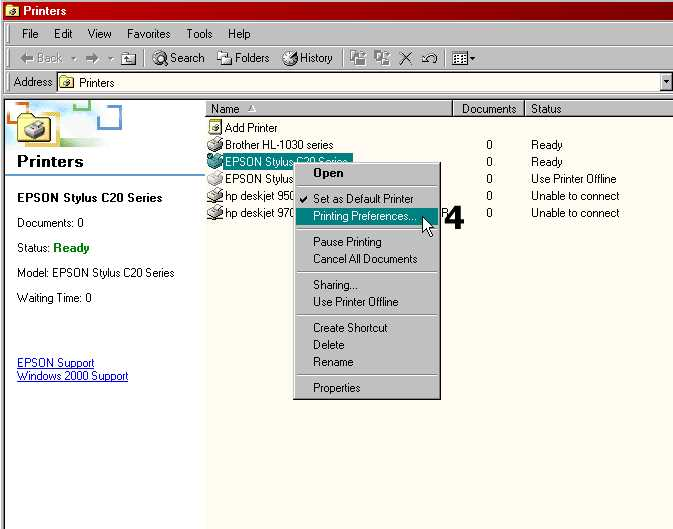 Printers
File Edit View Favorites Tools Help
Back Search Folders History
Address Printers
Name Documents Status
Add Printer
Brother HL-1030 series 0 Ready
EPSON Stylus C20 Series 0 Ready
EPSON Stylus 0 Use Printer Offline
hp deskjet 950 0 Unable to connect
hp deskjet 970 R 0 Unable to connect
Printers
EPSON Stylus C20 Series
Documents: 0
Status: Ready
Model: EPSON Stylus C20 Series
Waiting Time: 0
EPSON Support
Windows 2000 Support
Open
Set as Default Printer
Printing Preferences... 4
Pause Printing
Cancel All Documents
Sharing...
Use Printer Offline
Create Shortcut
Delete
Rename
Properties